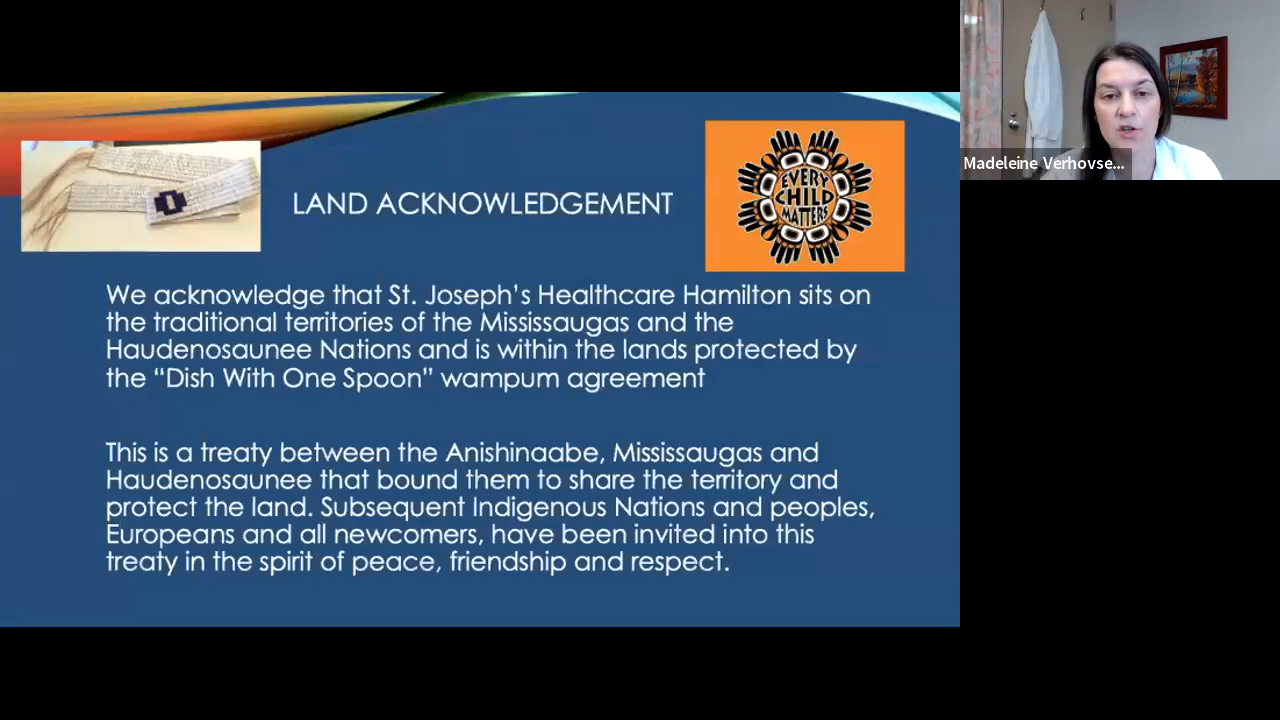 LAND ACKNOWLEDGEMENT
EVERY
CHILD
MATTERS
Madeleine Verhovse...
We acknowledge that St. Joseph’s Healthcare Hamilton sits on
the traditional territories of the Mississaugas and the
Haudenosaunee Nations and is within the lands protected by
the “Dish With One Spoon” wampum agreement
This is a treaty between the Anishinaabe, Mississaugas and
Haudenosaunee that bound them to share the territory and
protect the land. Subsequent Indigenous Nations and peoples,
Europeans and all newcomers, have been invited into this
treaty in the spirit of peace, friendship and respect.